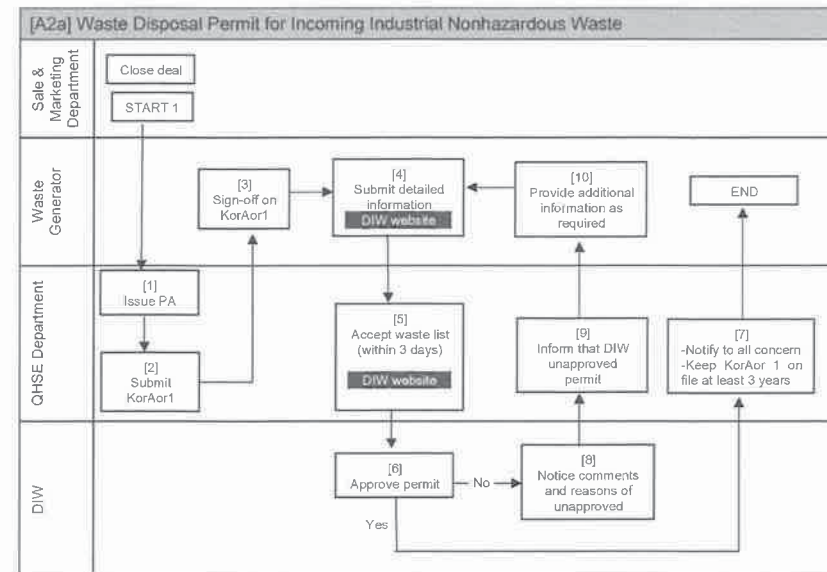 [A2a] Waste Disposal Permit for Incoming Industrial Nonhazardous Waste
Sale &
Marketing
Department
Close deal
START 1
Waste
Generator
[3]
Sign-off on
KorAor1
[4]
Submit detailed
information
DIW website
[10]
Provide additional
information as
required
END
QHSE Department
[1]
Issue PA
[2]
Submit
KorAor1
[5]
Accept waste list
(within 3 days)
DIW website
[9]
Inform that DIW
unapproved
permit
[7]
-Notify to all concern
-Keep KorAor 1 on
file at least 3 years
DIW
[6]
Approve permit
No
Yes
[8]
Notice comments
and reasons of
unapproved